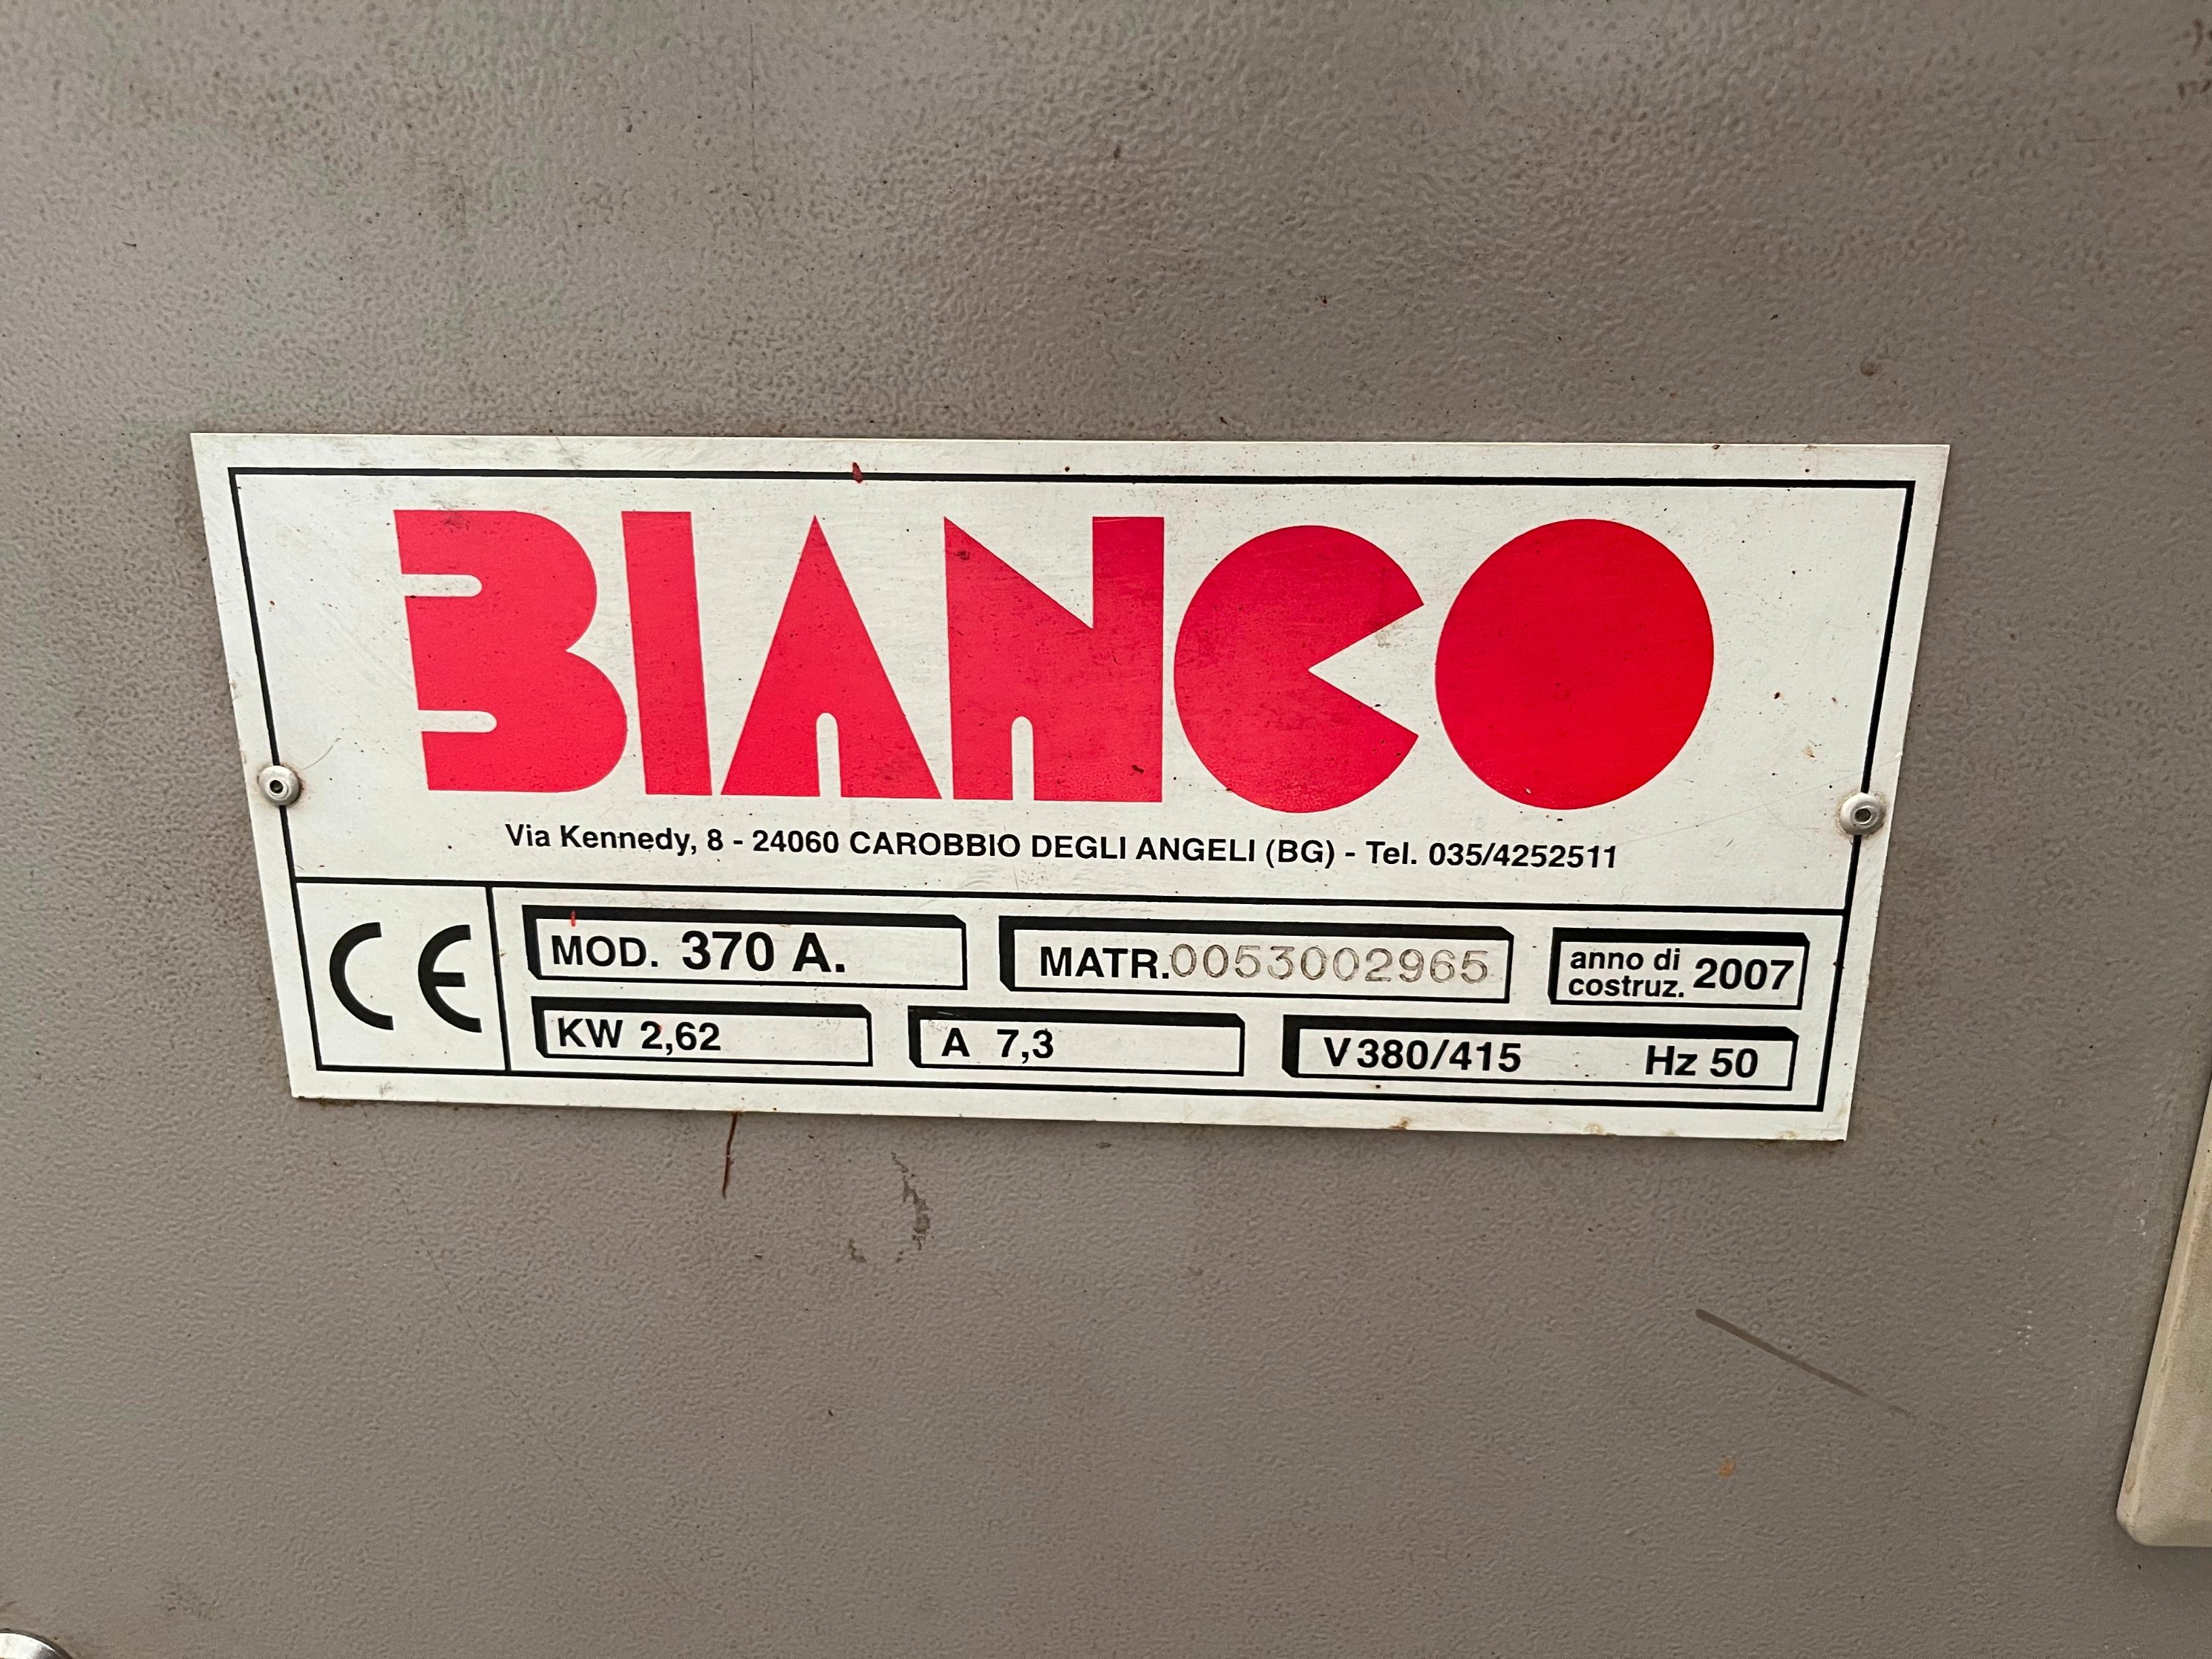 BIANCO
Via Kennedy, 8 - 24060 CAROBBIO DEGLI ANGELI (BG) - Tel. 035/4252511
CE
MOD. 370 A.
MATR. 0053002965
anno di costruz. 2007
KW 2,62
A 7,3
V 380/415 Hz 50